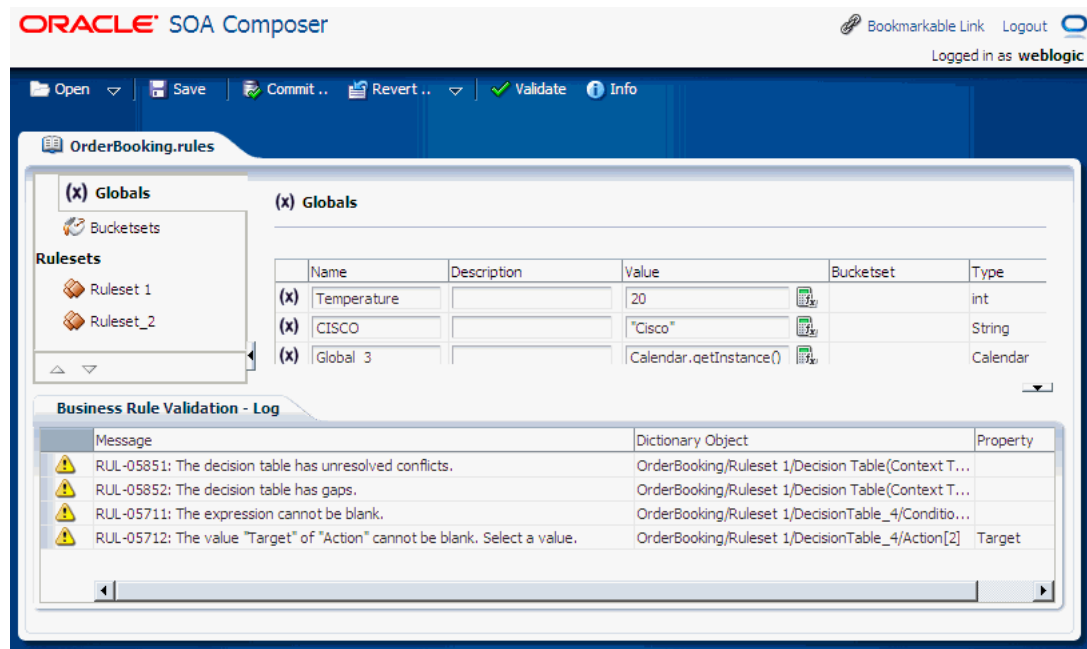 ORACLE SOA Composer
Bookmarkable Link Logout
Logged in as weblogic
Open Save Commit .. Revert .. Validate Info
OrderBooking.rules
(x) Globals
Bucketsets
Rulesets
Ruleset 1
Ruleset_2
(x) Globals
Name Description Value Bucketset Type
(x) Temperature 20 int
(x) CISCO "Cisco" String
(x) Global 3 Calendar.getInstance() Calendar
Business Rule Validation - Log
Message Dictionary Object Property
RUL-05851: The decision table has unresolved conflicts. OrderBooking/Ruleset 1/Decision Table(Context T...
RUL-05852: The decision table has gaps. OrderBooking/Ruleset 1/Decision Table(Context T...
RUL-05711: The expression cannot be blank. OrderBooking/Ruleset 1/DecisionTable_4/Conditio...
RUL-05712: The value "Target" of "Action" cannot be blank. Select a value. OrderBooking/Ruleset 1/DecisionTable_4/Action[2] Target